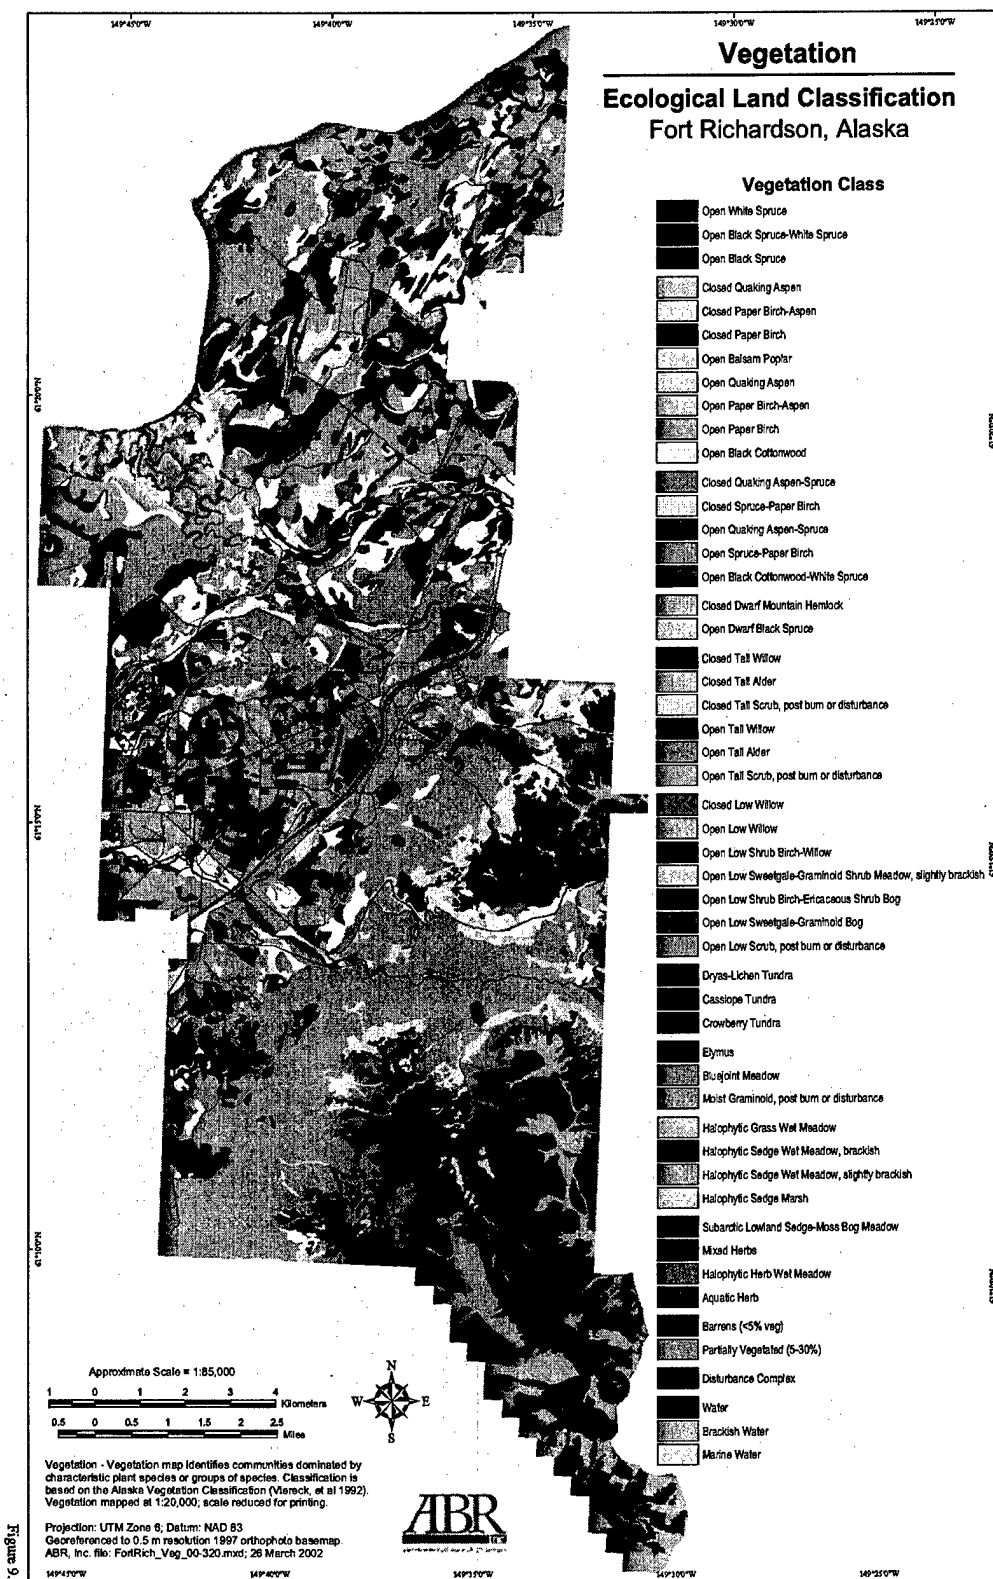 149°45'0"W 149°40'0"W 149°35'0"W 149°30'0"W 149°25'0"W
Vegetation
Ecological Land Classification
Fort Richardson, Alaska
Vegetation Class
Open White Spruce
Open Black Spruce-White Spruce
Open Black Spruce
Closed Quaking Aspen
Closed Paper Birch-Aspen
Closed Paper Birch
Open Balsam Poplar
Open Quaking Aspen
Open Paper Birch-Aspen
Open Paper Birch
Open Black Cottonwood
Closed Quaking Aspen-Spruce
Closed Spruce-Paper Birch
Open Quaking Aspen-Spruce
Open Spruce-Paper Birch
Open Black Cottonwood-White Spruce
Closed Dwarf Mountain Hemlock
Open Dwarf Black Spruce
Closed Tall Willow
Closed Tall Alder
Closed Tall Scrub, post burn or disturbance
Open Tall Willow
Open Tall Alder
Open Tall Scrub, post burn or disturbance
Closed Low Willow
Open Low Willow
Open Low Shrub Birch-Willow
Open Low Sweetgale-Graminoid Shrub Meadow, slightly brackish
Open Low Shrub Birch-Ericaceous Shrub Bog
Open Low Sweetgale-Graminoid Bog
Open Low Scrub, post burn or disturbance
Dryas-Lichen Tundra
Cassiope Tundra
Crowberry Tundra
Elymus
Bluejoint Meadow
Moist Graminoid, post burn or disturbance
Halophytic Grass Wet Meadow
Halophytic Sedge Wet Meadow, brackish
Halophytic Sedge Wet Meadow, slightly brackish
Halophytic Sedge Marsh
Subarctic Lowland Sedge-Moss Bog Meadow
Mixed Herbs
Halophytic Herb Wet Meadow
Aquatic Herb
Barrens (<5% veg)
Partially Vegetated (5-30%)
Disturbance Complex
Water
Brackish Water
Marine Water
61°20'0"N
61°15'0"N
61°10'0"N
Approximate Scale = 1:85,000
1 0 1 2 3 4
Kilometers
0.5 0 0.5 1 1.5 2 2.5
Miles
N
W E
S
Vegetation - Vegetation map identifies communities dominated by
characteristic plant species or groups of species. Classification is
based on the Alaska Vegetation Classification (Viereck, et al 1992).
Vegetation mapped at 1:20,000; scale reduced for printing.
Projection: UTM Zone 6; Datum: NAD 83
Georeferenced to 0.5 m resolution 1997 orthophoto basemap.
ABR, Inc. file: FortRich_Veg_00-320.mxd; 26 March 2002
ABR
149°45'0"W 149°40'0"W 149°35'0"W 149°30'0"W 149°25'0"W
Figure 9.